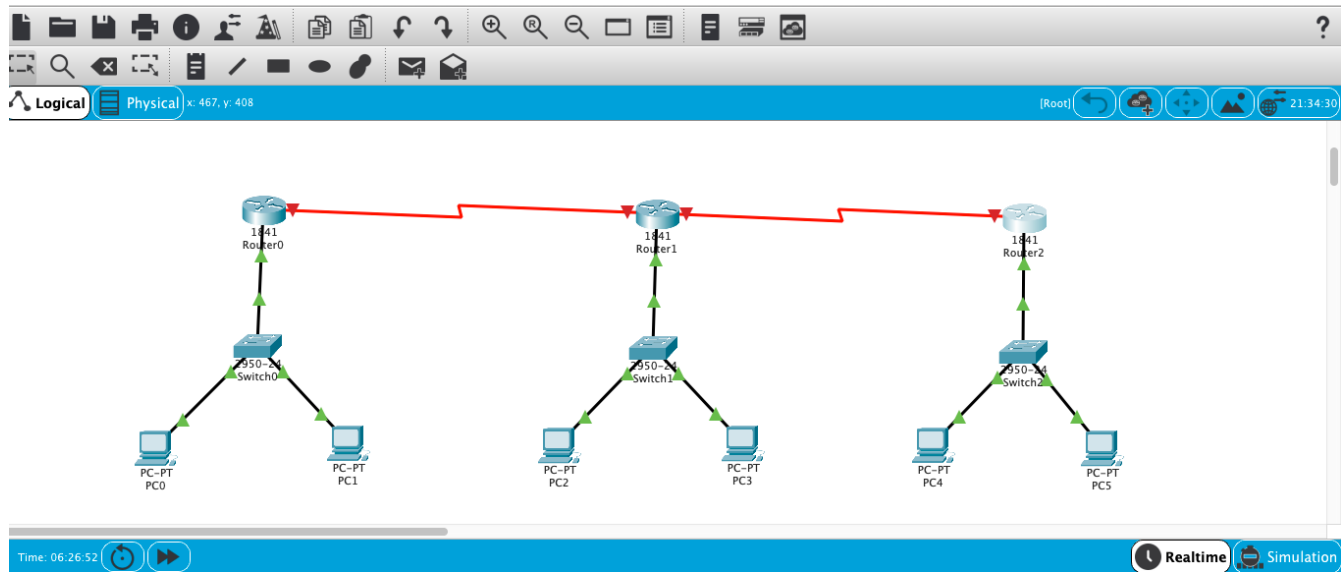 ?
R
Logical Physical x: 467, y: 408 [Root] 21:34:30
1841
Router0
1841
Router1
1841
Router2
2950-24
Switch0
2950-24
Switch1
2950-24
Switch2
PC-PT
PC0
PC-PT
PC1
PC-PT
PC2
PC-PT
PC3
PC-PT
PC4
PC-PT
PC5
Time: 06:26:52 Realtime Simulation